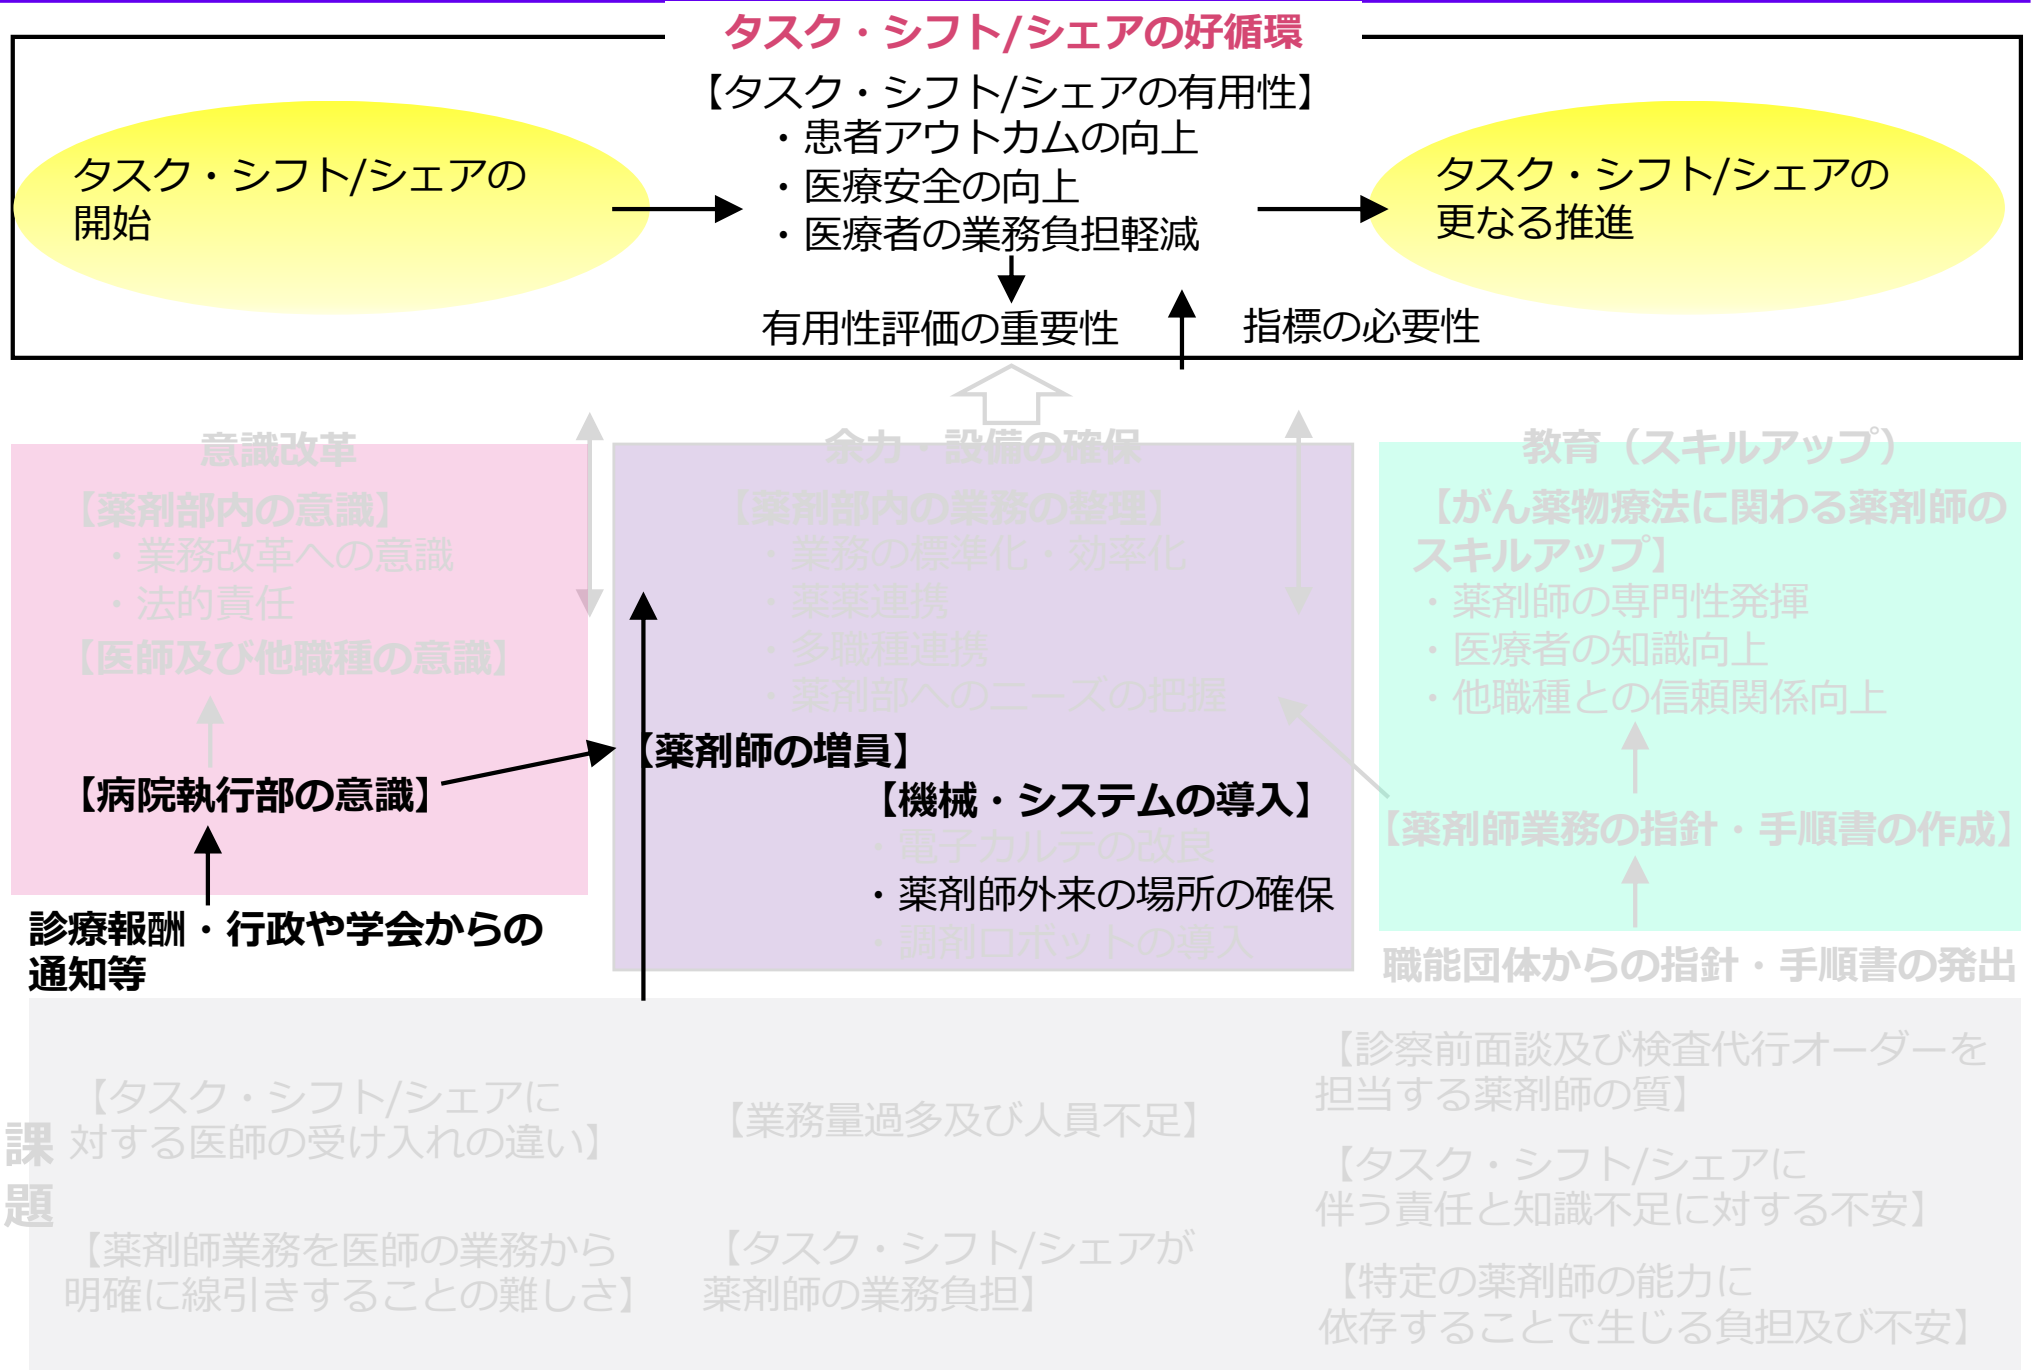 タスク・シフト/シェアの好循環
【タスク・シフト/シェアの有用性】
・患者アウトカムの向上
・医療安全の向上
・医療者の業務負担軽減
タスク・シフト/シェアの
開始
タスク・シフト/シェアの
更なる推進
有用性評価の重要性
指標の必要性
意識改革
【薬剤部内の意識】
・業務改革への意識
・法的責任
【医師及び他職種の意識】
【病院執行部の意識】
診療報酬・行政や学会からの
通知等
余力・設備の確保
【薬剤部内の業務の整理】
・業務の標準化・効率化
・薬薬連携
・多職種連携
・薬剤部へのニーズの把握
【薬剤師の増員】
【機械・システムの導入】
・電子カルテの改良
・薬剤師外来の場所の確保
・調剤ロボットの導入
教育（スキルアップ）
【がん薬物療法に関わる薬剤師の
スキルアップ】
・薬剤師の専門性発揮
・医療者の知識向上
・他職種との信頼関係向上
【薬剤師業務の指針・手順書の作成】
職能団体からの指針・手順書の発出
課
題
【タスク・シフト/シェアに
対する医師の受け入れの違い】
【薬剤師業務を医師の業務から
明確に線引きすることの難しさ】
【業務量過多及び人員不足】
【タスク・シフト/シェアが
薬剤師の業務負担】
【診察前面談及び検査代行オーダーを
担当する薬剤師の質】
【タスク・シフト/シェアに
伴う責任と知識不足に対する不安】
【特定の薬剤師の能力に
依存することで生じる負担及び不安】